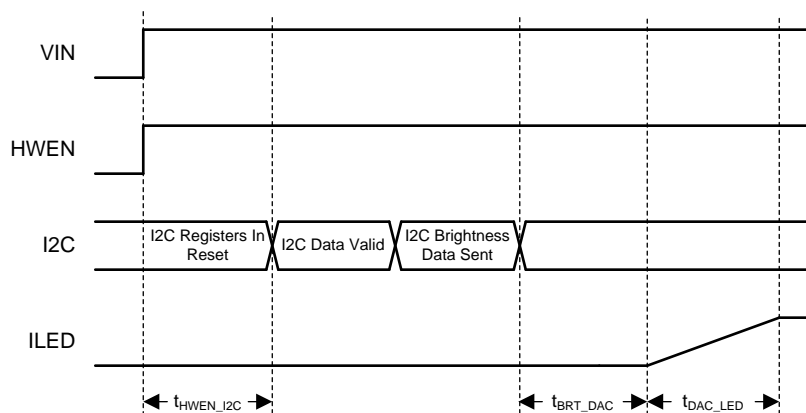 VIN
HWEN
I2C
I2C Registers In
Reset
I2C Data Valid
I2C Brightness
Data Sent
ILED
tHWEN_I2C
tBRT_DAC
tDAC_LED